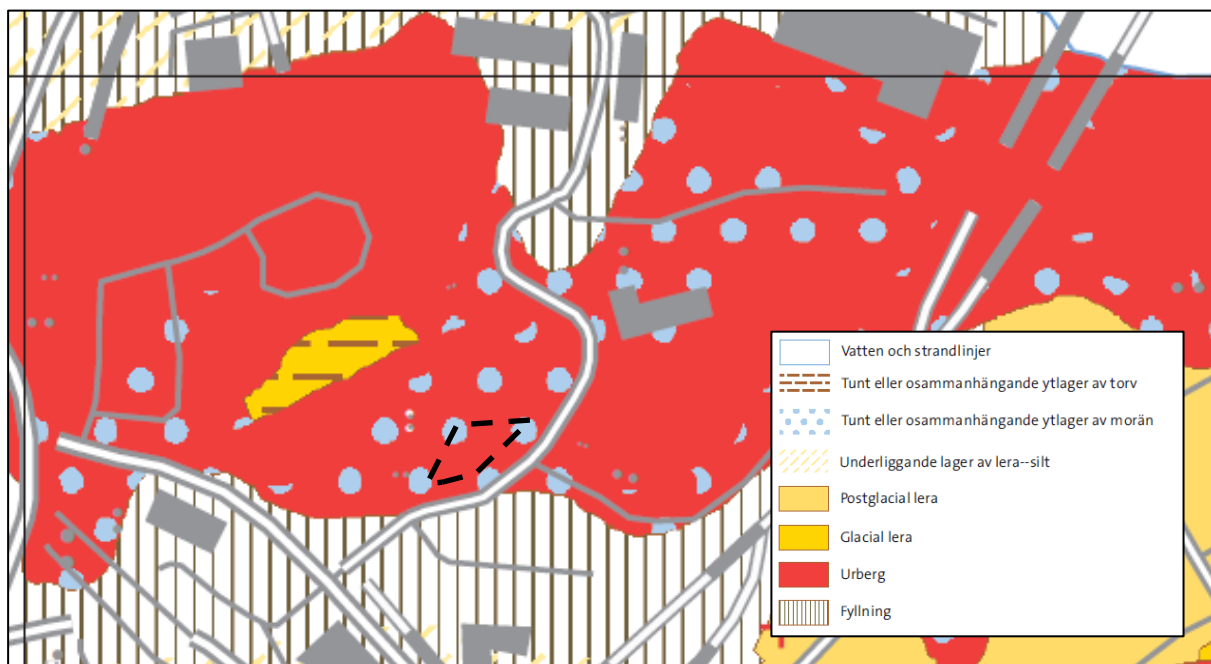 Vatten och strandlinjer
Tunt eller osammanhängande ytlager av torv
Tunt eller osammanhängande ytlager av morän
Underliggande lager av lera--silt
Postglacial lera
Glacial lera
Urberg
Fyllning